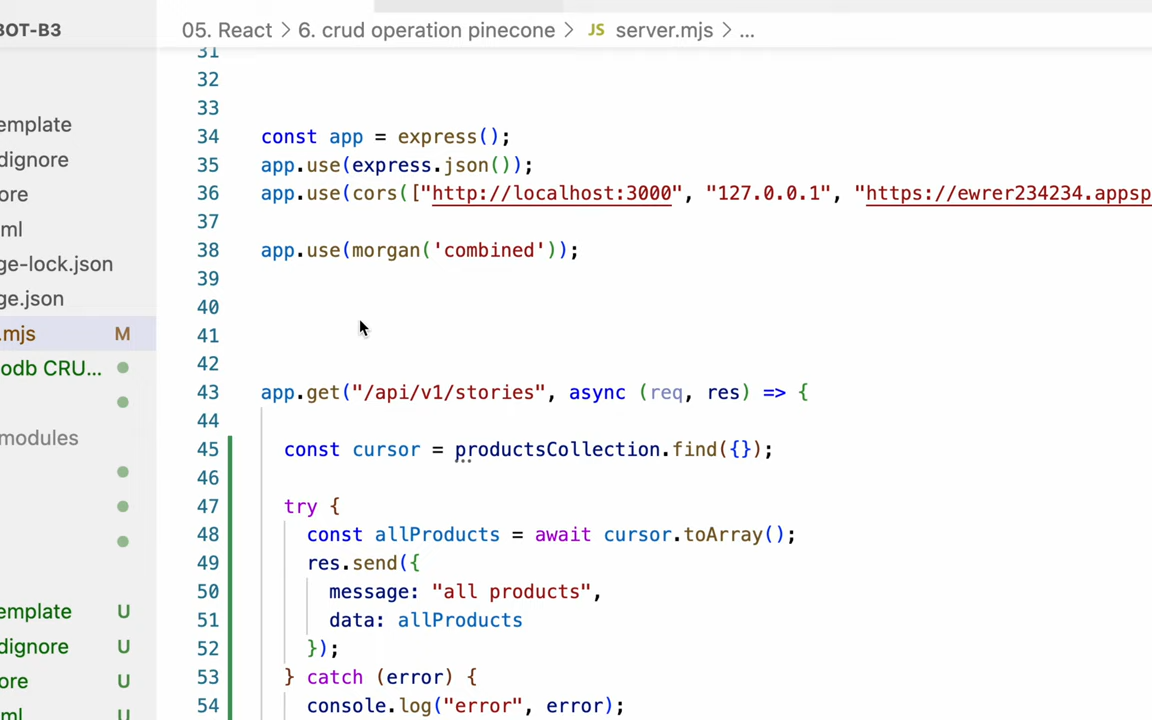 BOT-B3
05. React > 6. crud operation pinecone > JS server.mjs > ...
emplate
dignore
ore
ml
ge-lock.json
ge.json
.mjs M
odb CRU...
modules
emplate U
dignore U
ore U
ml U
31
32
33
34 const app = express();
35 app.use(express.json());
36 app.use(cors(["http://localhost:3000", "127.0.0.1", "https://ewrer234234.appsp
37
38 app.use(morgan('combined'));
39
40
41
42
43 app.get("/api/v1/stories", async (req, res) => {
44
45 const cursor = productsCollection.find({});
46
47 try {
48 const allProducts = await cursor.toArray();
49 res.send({
50 message: "all products",
51 data: allProducts
52 });
53 } catch (error) {
54 console.log("error", error);